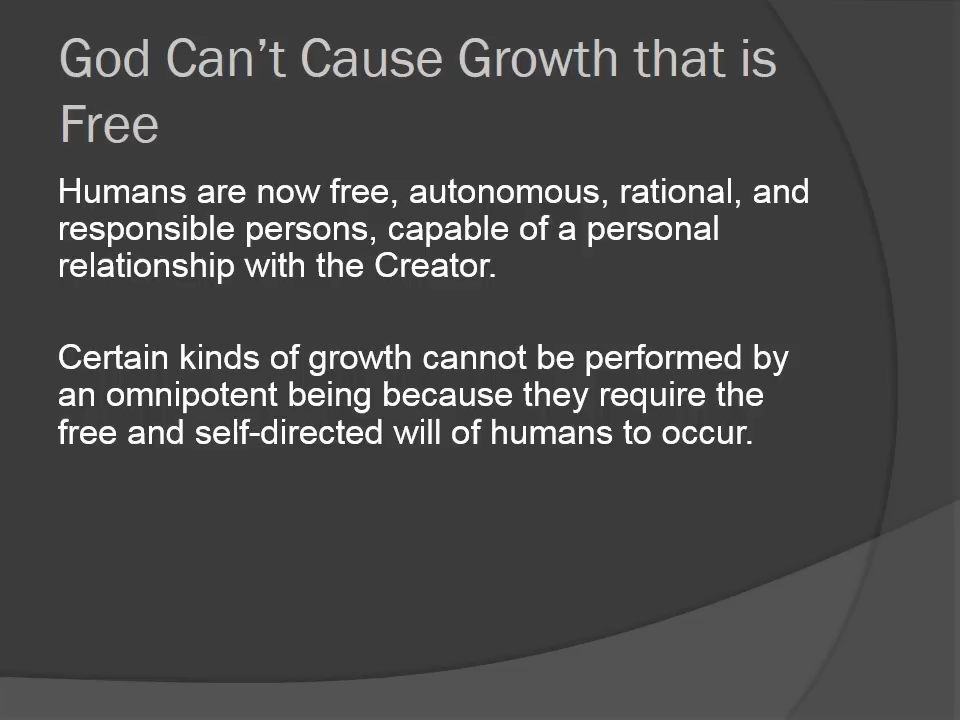 God Can’t Cause Growth that is
Free
Humans are now free, autonomous, rational, and
responsible persons, capable of a personal
relationship with the Creator.
Certain kinds of growth cannot be performed by
an omnipotent being because they require the
free and self-directed will of humans to occur.